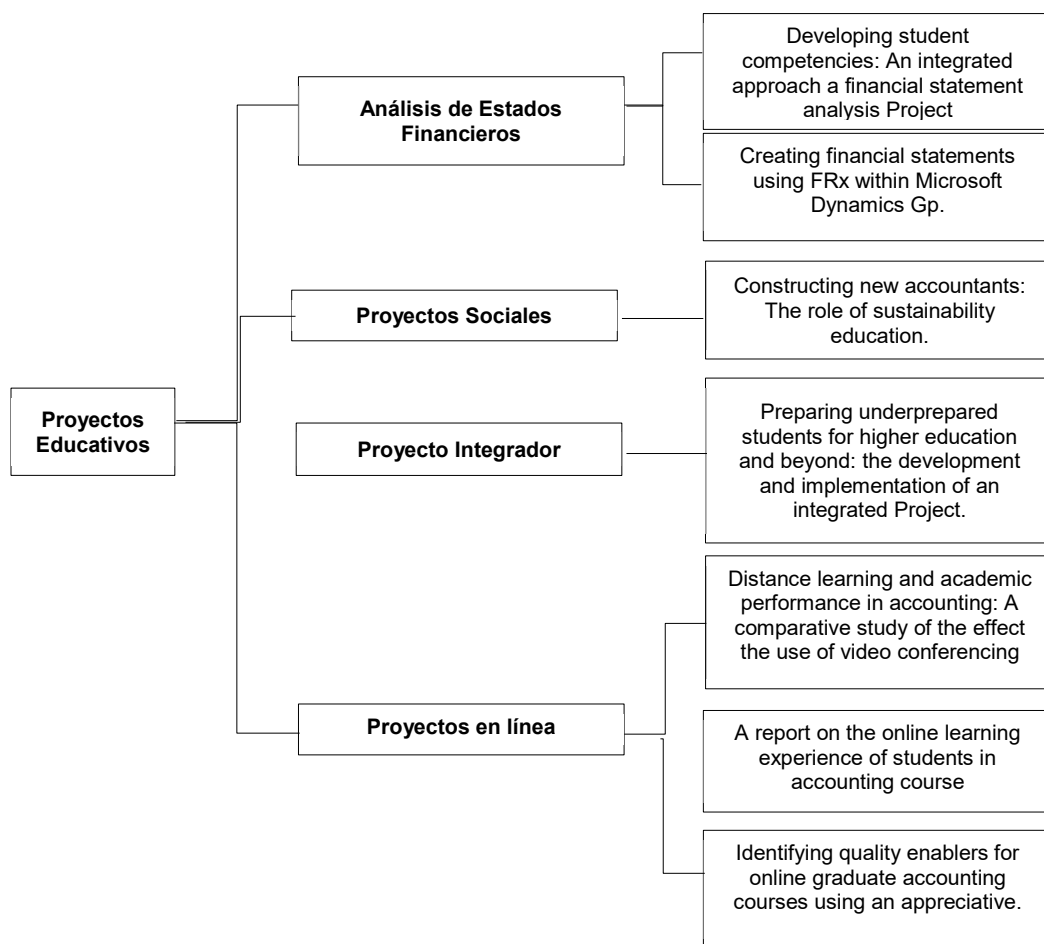 Developing student
competencies: An integrated
approach a financial statement
analysis Project
Análisis de Estados
Financieros
Creating financial statements
using FRx within Microsoft
Dynamics Gp.
Proyectos Sociales
Constructing new accountants:
The role of sustainability
education.
Proyectos
Educativos
Proyecto Integrador
Preparing underprepared
students for higher education
and beyond: the development
and implementation of an
integrated Project.
Distance learning and academic
performance in accounting: A
comparative study of the effect
the use of video conferencing
Proyectos en línea
A report on the online learning
experience of students in
accounting course
Identifying quality enablers for
online graduate accounting
courses using an appreciative.